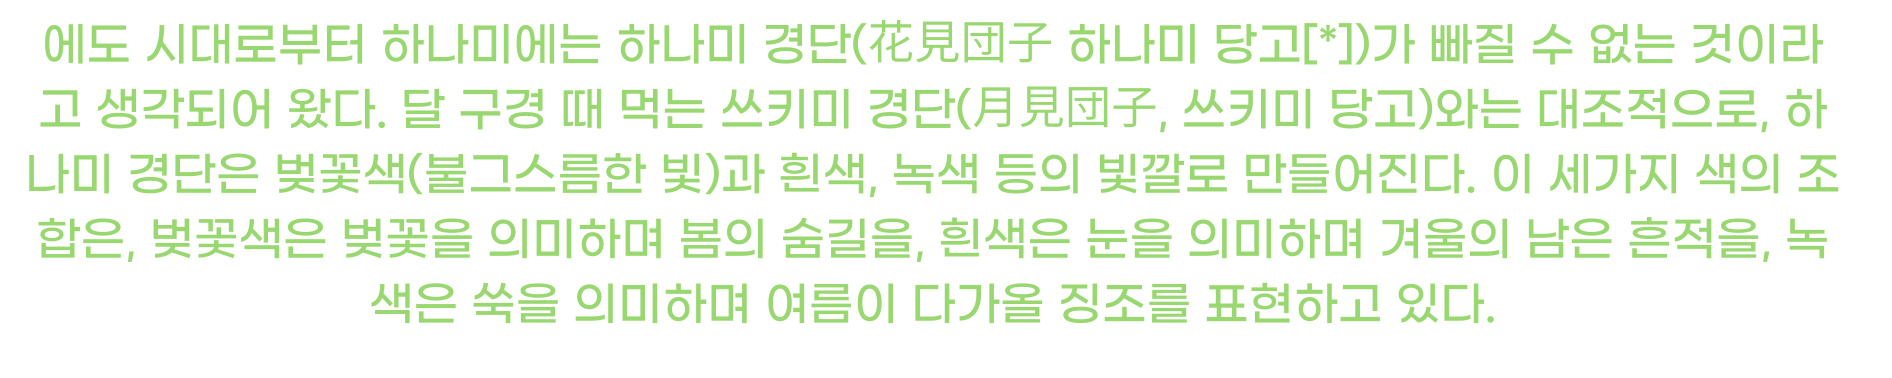 에도 시대로부터 하나미에는 하나미 경단(花見団子 하나미 당고[*])가 빠질 수 없는 것이라
고 생각되어 왔다. 달 구경 때 먹는 쓰키미 경단(月見団子, 쓰키미 당고)와는 대조적으로, 하
나미 경단은 벚꽃색(불그스름한 빛)과 흰색, 녹색 등의 빛깔로 만들어진다. 이 세가지 색의 조
합은, 벚꽃색은 벚꽃을 의미하며 봄의 숨길을, 흰색은 눈을 의미하며 겨울의 남은 흔적을, 녹
색은 쑥을 의미하며 여름이 다가올 징조를 표현하고 있다.